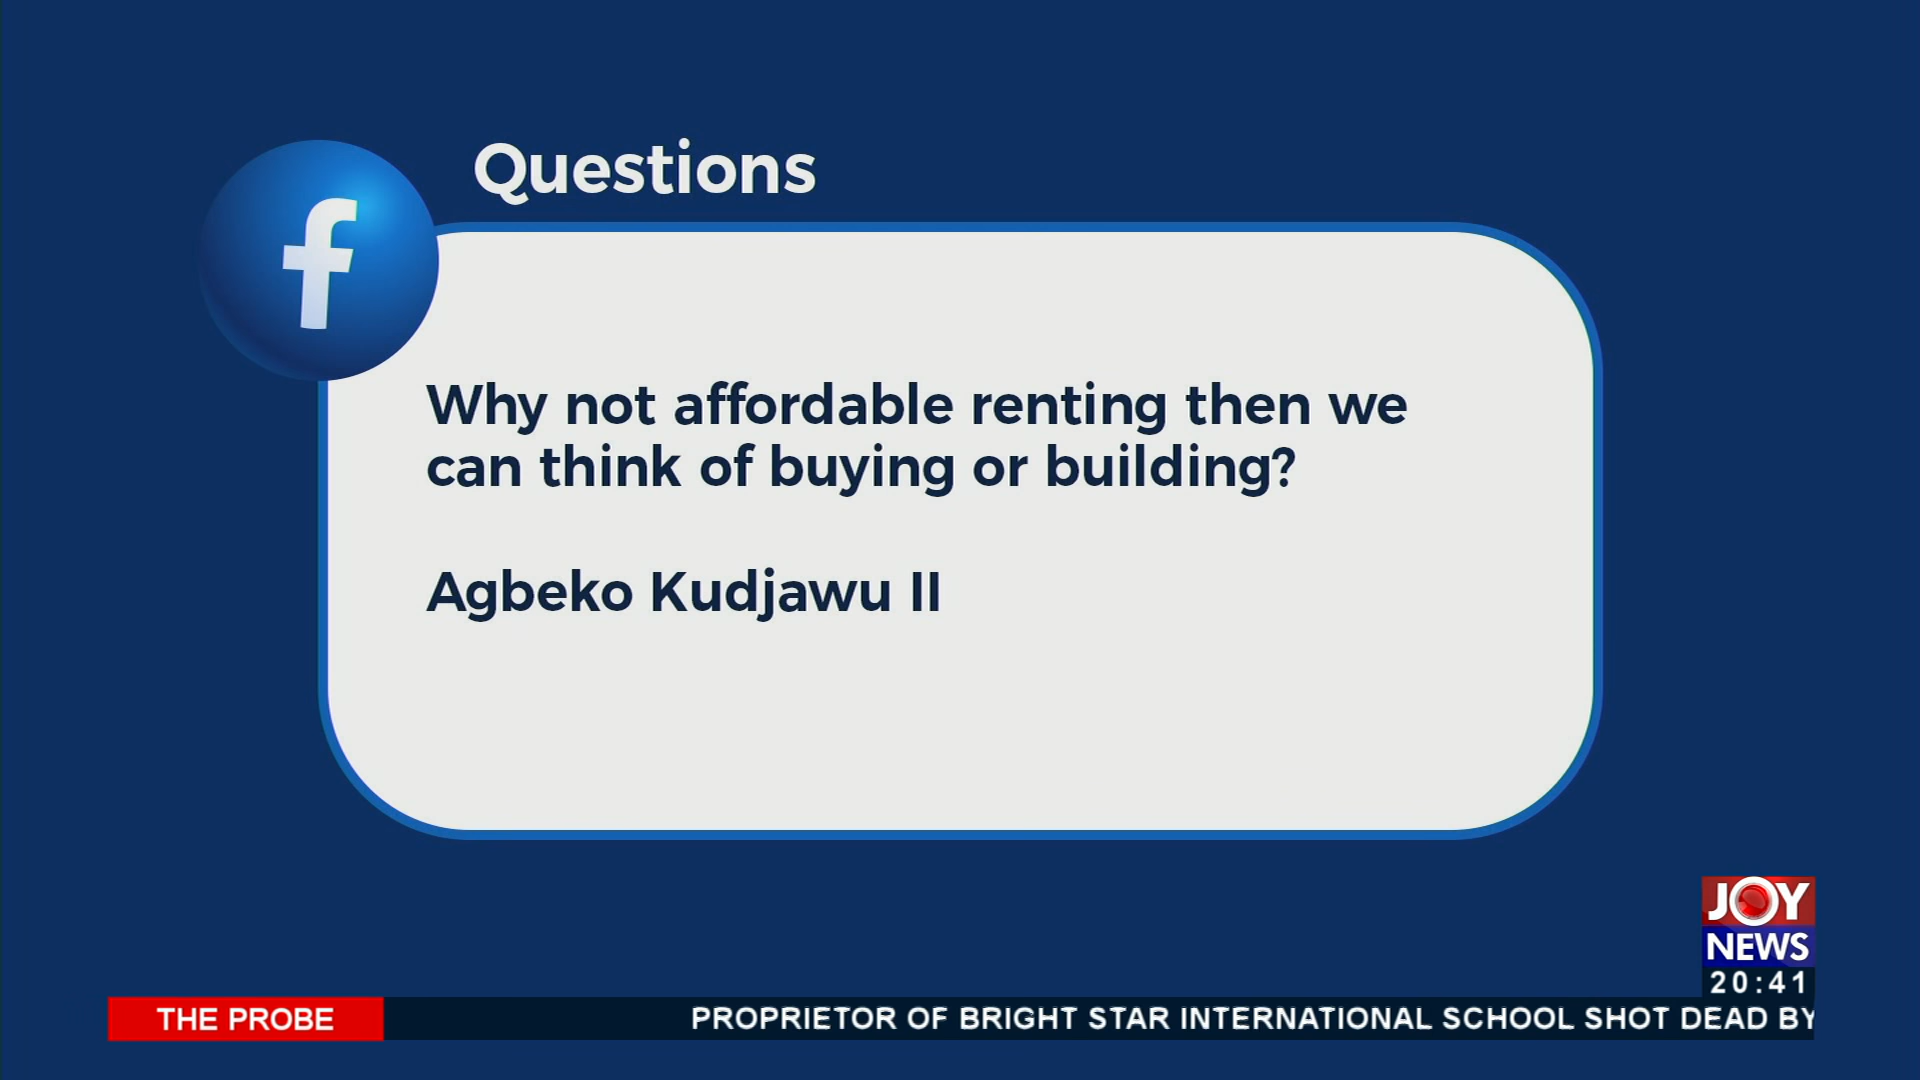 Questions
Why not affordable renting then we
can think of buying or building?
Agbeko Kudjawu II
JOY
NEWS
20:41
THE PROBE
PROPRIETOR OF BRIGHT STAR INTERNATIONAL SCHOOL SHOT DEAD BY